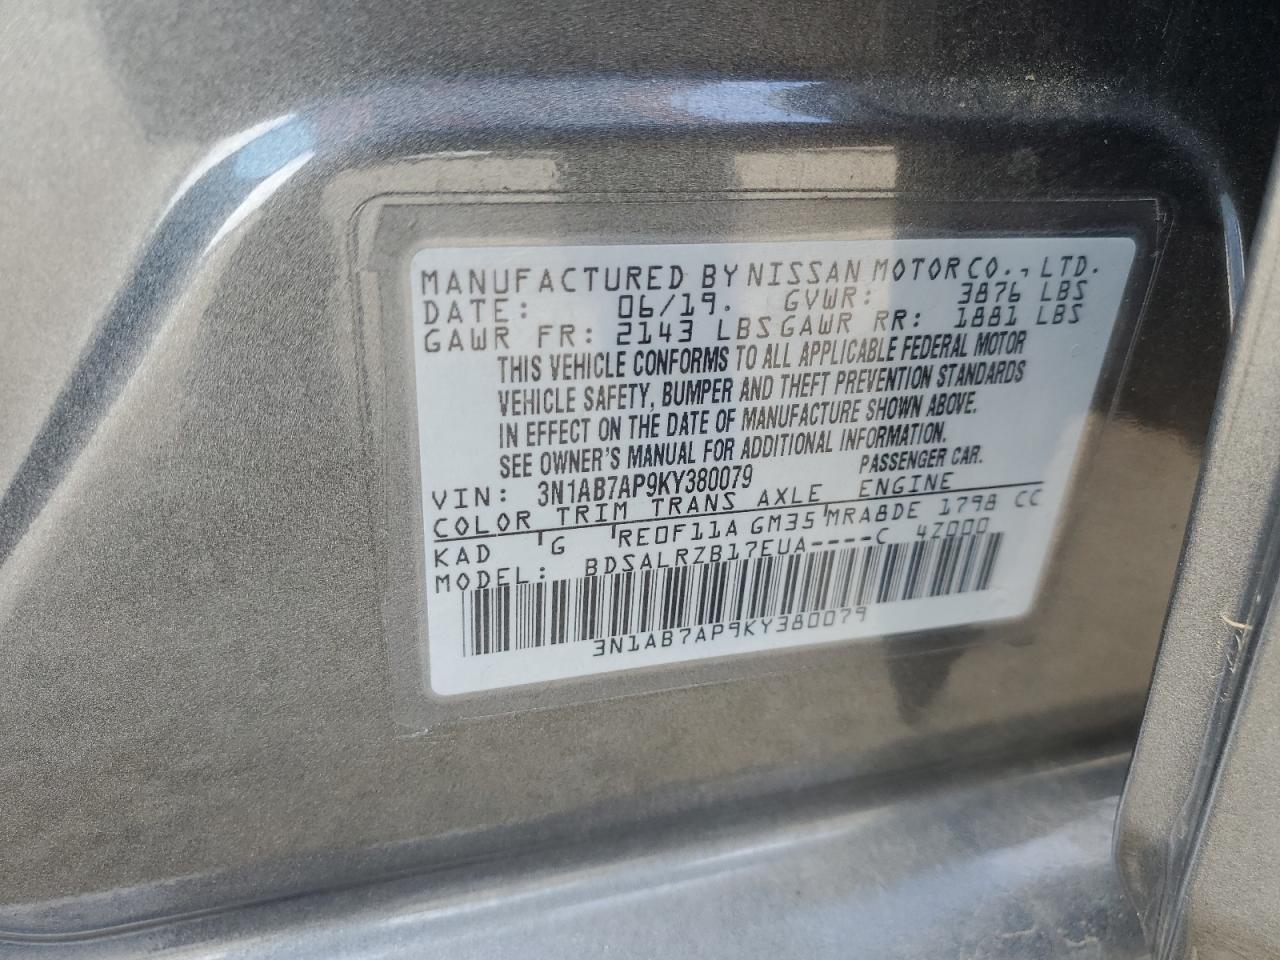 MANUFACTURED BY NISSAN MOTOR CO., LTD.
DATE: 06/19. GVWR: 3876 LBS
GAWR FR: 2143 LBS GAWR RR: 1881 LBS
THIS VEHICLE CONFORMS TO ALL APPLICABLE FEDERAL MOTOR
VEHICLE SAFETY, BUMPER AND THEFT PREVENTION STANDARDS
IN EFFECT ON THE DATE OF MANUFACTURE SHOWN ABOVE.
SEE OWNER'S MANUAL FOR ADDITIONAL INFORMATION.
VIN: 3N1AB7AP9KY380079 PASSENGER CAR.
COLOR TRIM TRANS AXLE ENGINE
KAD G RE0F11A GM35 MRA8DE 1798 CC
MODEL: BDSALRZB17EUA----C 4Z000
3N1AB7AP9KY380079